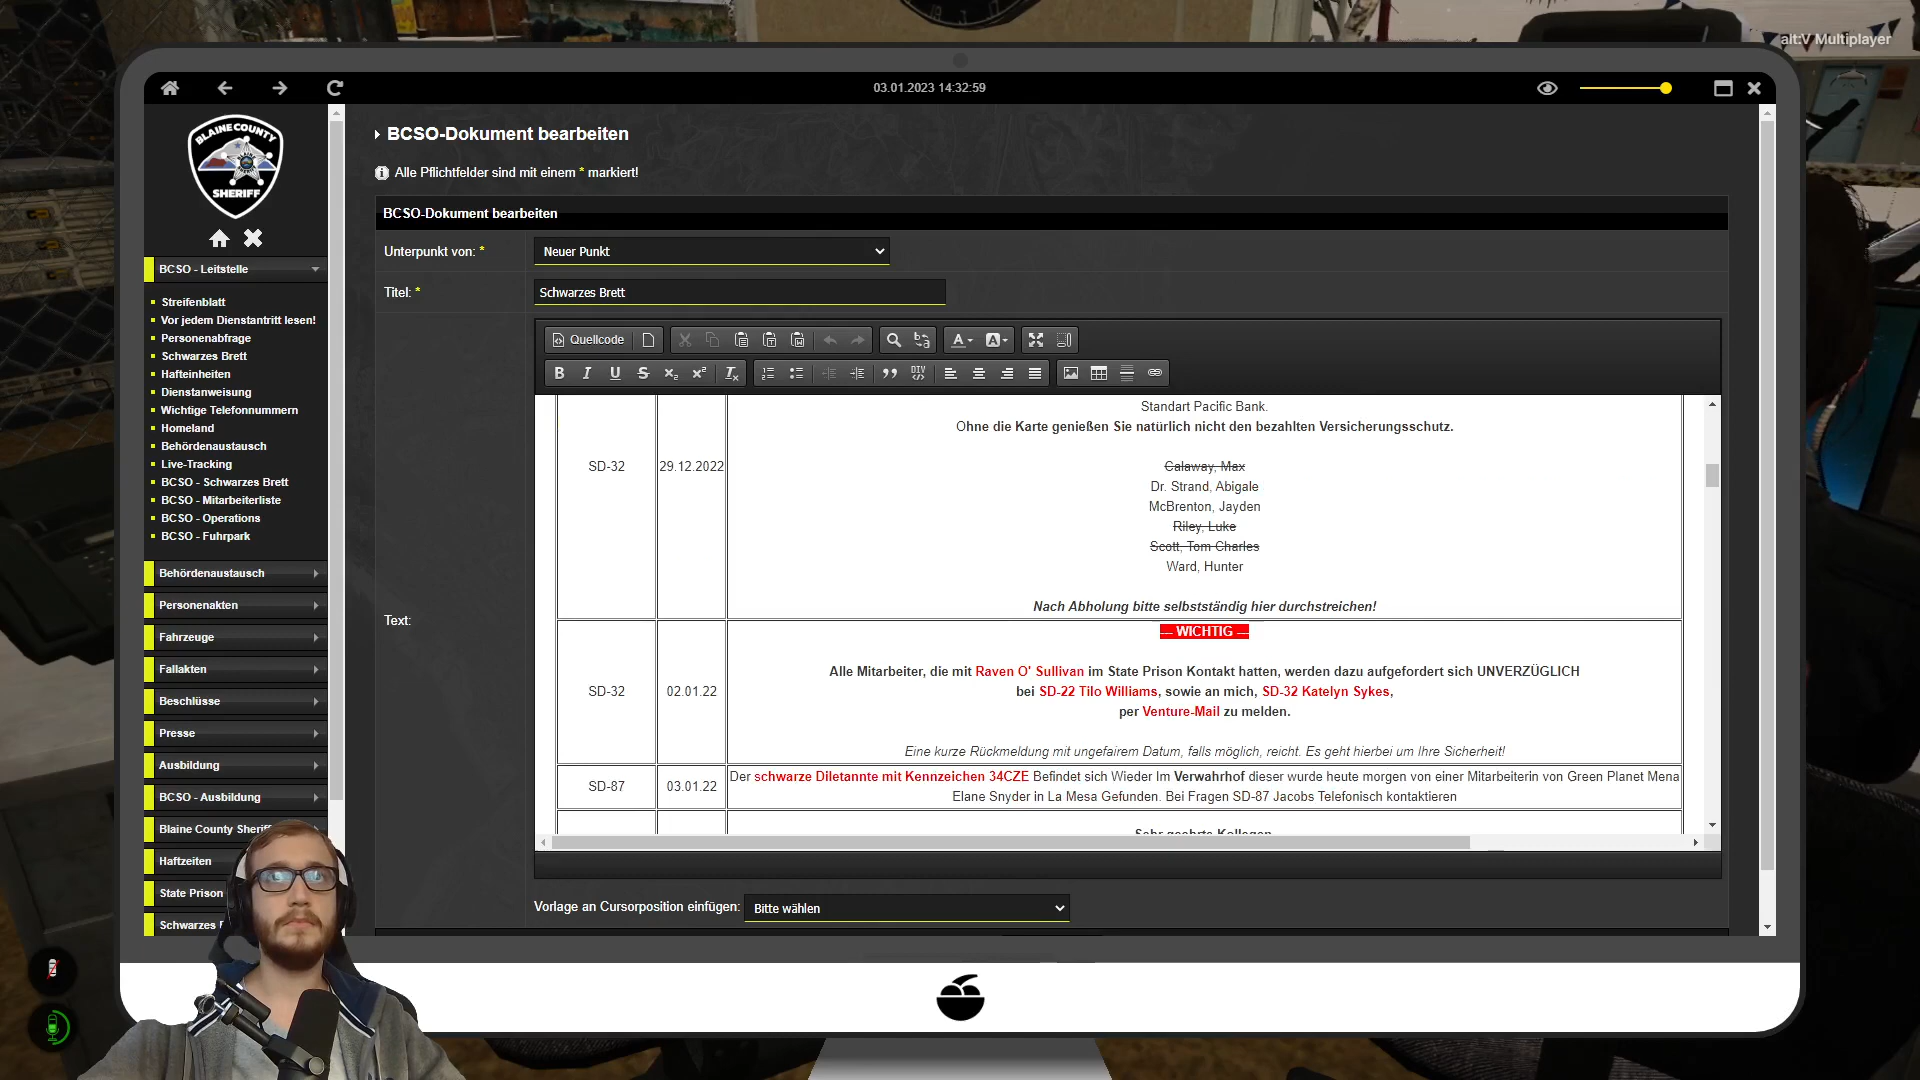 alt:V Multiplayer
03.01.2023 14:32:59
BLAINE COUNTY
SHERIFF
BCSO - Leitstelle
Streifenblatt
Vor jedem Dienstantritt lesen!
Personenabfrage
Schwarzes Brett
Hafteinheiten
Dienstanweisung
Wichtige Telefonnummern
Homeland
Behördenaustausch
Live-Tracking
BCSO - Schwarzes Brett
BCSO - Mitarbeiterliste
BCSO - Operations
BCSO - Fuhrpark
Behördenaustausch
Personenakten
Fahrzeuge
Fallakten
Beschlüsse
Presse
Ausbildung
BCSO - Ausbildung
Blaine County Sheriff
Haftzeiten
State Prison
Schwarzes
BCSO-Dokument bearbeiten
Alle Pflichtfelder sind mit einem * markiert!
BCSO-Dokument bearbeiten
Unterpunkt von: * Neuer Punkt
Titel: * Schwarzes Brett
Text:
Quellcode
Standart Pacific Bank.
Ohne die Karte genießen Sie natürlich nicht den bezahlten Versicherungsschutz.
SD-32 29.12.2022
Calaway, Max
Dr. Strand, Abigale
McBrenton, Jayden
Riley, Luke
Scott, Tom Charles
Ward, Hunter
Nach Abholung bitte selbstständig hier durchstreichen!
SD-32 02.01.22
— WICHTIG —
Alle Mitarbeiter, die mit Raven O' Sullivan im State Prison Kontakt hatten, werden dazu aufgefordert sich UNVERZÜGLICH
bei SD-22 Tilo Williams, sowie an mich, SD-32 Katelyn Sykes,
per Venture-Mail zu melden.
Eine kurze Rückmeldung mit ungefairem Datum, falls möglich, reicht. Es geht hierbei um Ihre Sicherheit!
SD-87 03.01.22
Der schwarze Diletannte mit Kennzeichen 34CZE Befindet sich Wieder Im Verwahrhof dieser wurde heute morgen von einer Mitarbeiterin von Green Planet Mena
Elane Snyder in La Mesa Gefunden. Bei Fragen SD-87 Jacobs Telefonisch kontaktieren
Sehr geehrte Kollegen
Vorlage an Cursorposition einfügen: Bitte wählen